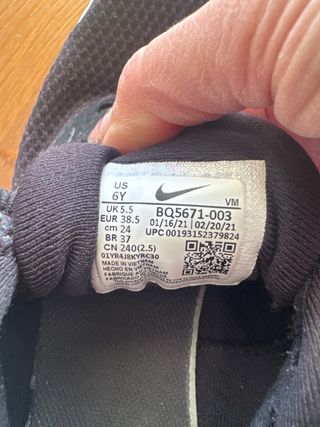 US
6Y
VM
UK 5.5
BQ5671-003
EUR 38.5
01/16/21 | 02/20/21
cm 24
UPC 00193152379824
BR 37
CN 240(2.5)
01YR4J8KYRC30
MADE IN VIETNAM
HECHO EN VIETNAM
FABRIQUE AU VIETNAM